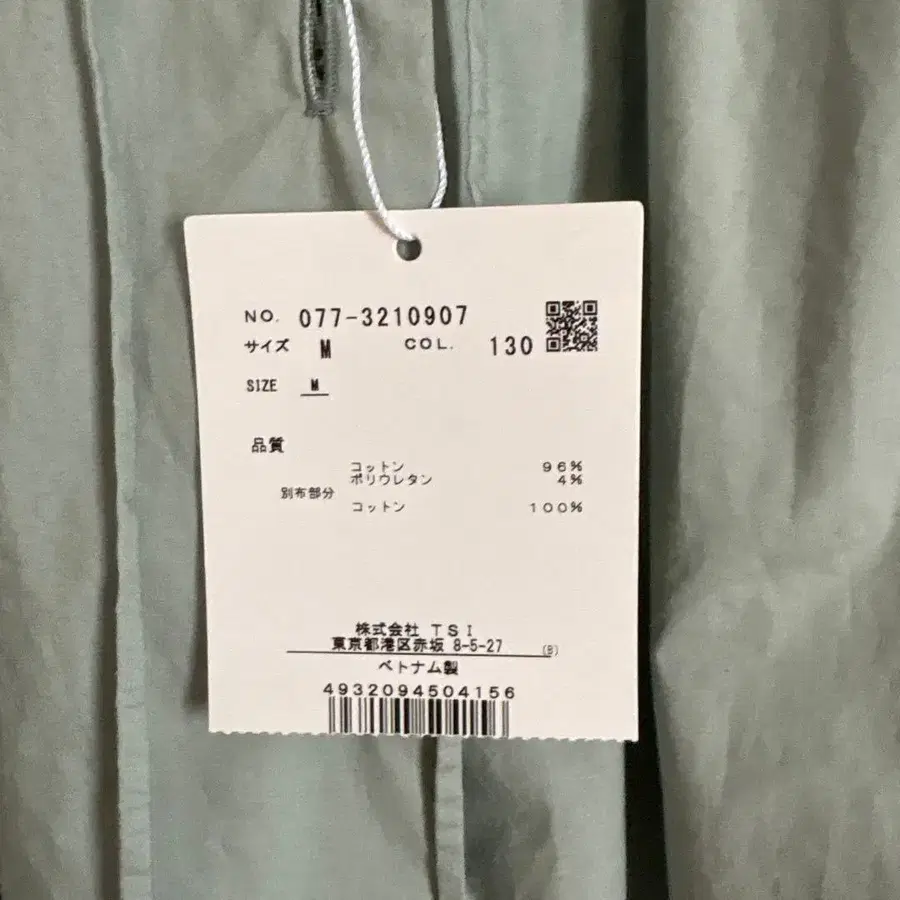 NO. 077-3210907
サイズ M COL. 130
SIZE M
品質
コットン 96%
ポリウレタン 4%
別布部分
コットン 100%
株式会社 TSI
東京都港区赤坂 8-5-27 (B)
ベトナム製
4932094504156